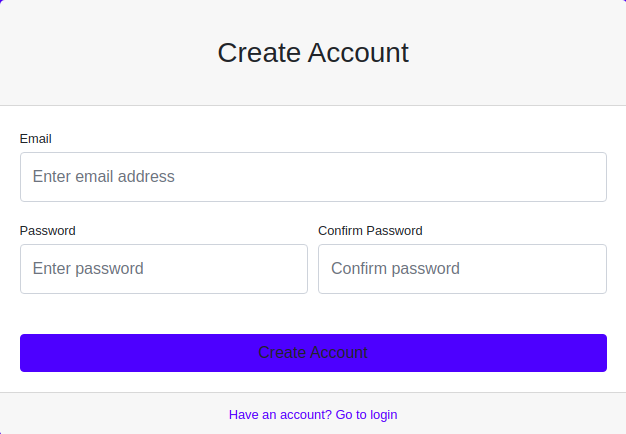 Create Account
Email
Enter email address
Password
Confirm Password
Enter password
Confirm password
Create Account
Have an account? Go to login